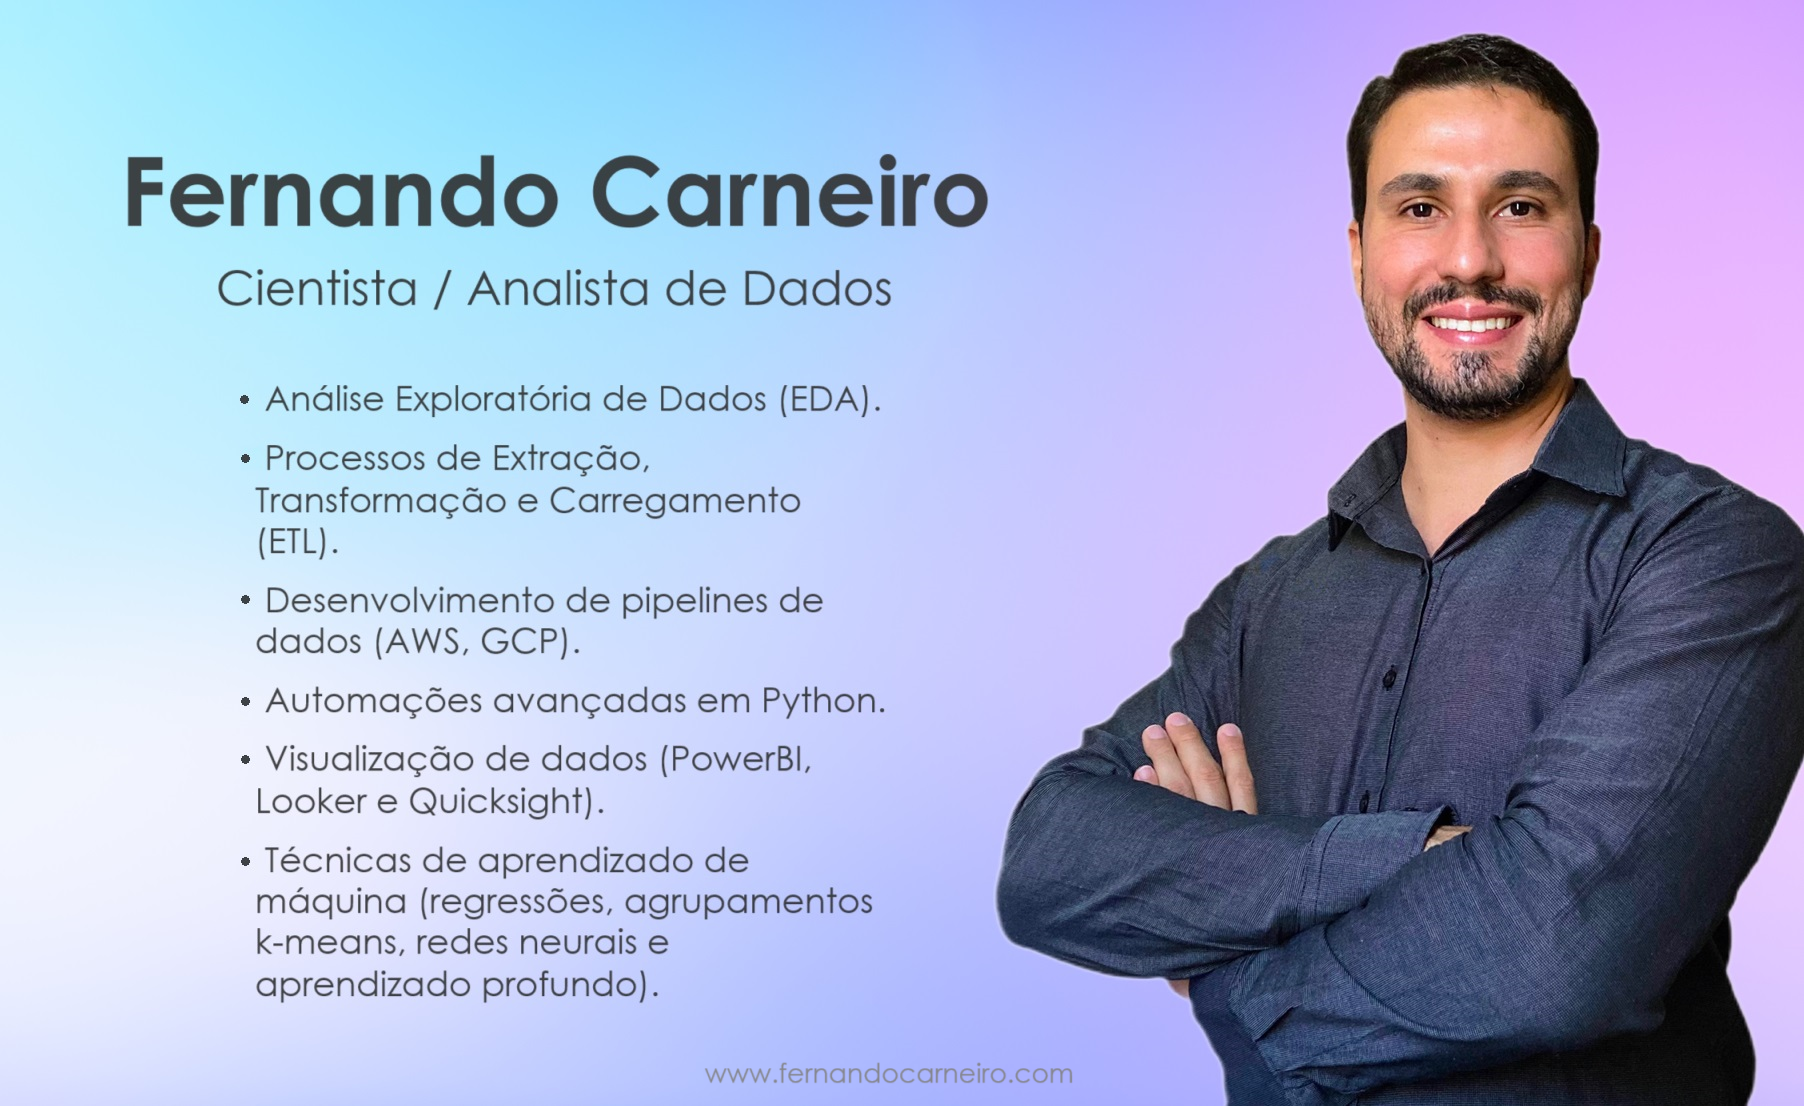 Fernando Carneiro
Cientista / Analista de Dados
• Análise Exploratória de Dados (EDA).
• Processos de Extração,
Transformação e Carregamento
(ETL).
• Desenvolvimento de pipelines de
dados (AWS, GCP).
• Automações avançadas em Python.
• Visualização de dados (PowerBI,
Looker e Quicksight).
• Técnicas de aprendizado de
máquina (regressões, agrupamentos
k-means, redes neurais e
aprendizado profundo).
www.fernandocarneiro.com